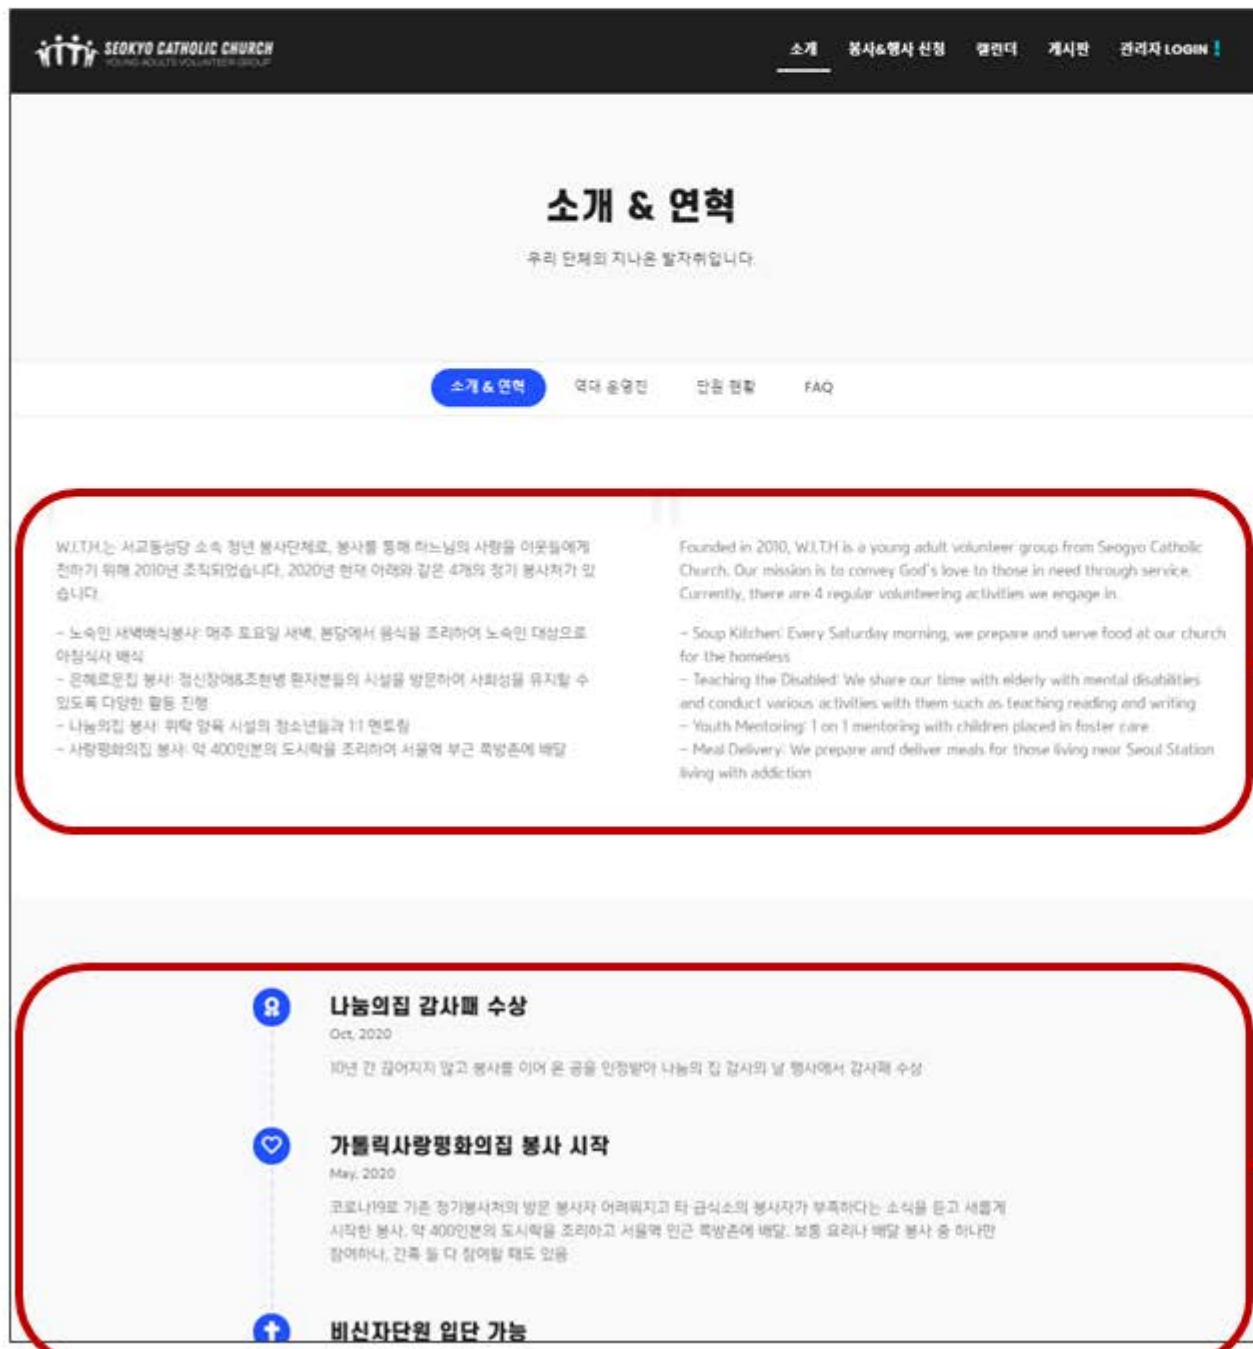 SEOKYO CATHOLIC CHURCH
YOUNG ADULTS VOLUNTEER GROUP
소개 봉사&행사 신청 캘린더 게시판 관리자 LOGIN
소개 & 연혁
우리 단체의 지나온 발자취입니다.
소개 & 연혁 역대 운영진 단원 현황 FAQ
W.I.T.H.는 서교동성당 소속 청년 봉사단체로, 봉사를 통해 하느님의 사랑을 이웃들에게
전하기 위해 2010년 조직되었습니다. 2020년 현재 아래와 같은 4개의 정기 봉사처가 있
습니다.
- 노숙인 새벽배식봉사: 매주 토요일 새벽, 본당에서 음식을 조리하여 노숙인 대상으로
아침식사 배식
- 은혜로운집 봉사: 정신장애&조현병 환자분들의 시설을 방문하여 사회성을 유지할 수
있도록 다양한 활동 진행
- 나눔의집 봉사: 위탁 양육 시설의 청소년들과 1:1 멘토링
- 사랑평화의집 봉사: 약 400인분의 도시락을 조리하여 서울역 부근 쪽방촌에 배달
Founded in 2010, W.I.T.H is a young adult volunteer group from Seogyo Catholic
Church. Our mission is to convey God's love to those in need through service.
Currently, there are 4 regular volunteering activities we engage in.
- Soup Kitchen: Every Saturday morning, we prepare and serve food at our church
for the homeless
- Teaching the Disabled: We share our time with elderly with mental disabilities
and conduct various activities with them such as teaching reading and writing
- Youth Mentoring: 1 on 1 mentoring with children placed in foster care
- Meal Delivery: We prepare and deliver meals for those living near Seoul Station
living with addiction
나눔의집 감사패 수상
Oct, 2020
10년 간 끊어지지 않고 봉사를 이어 온 공을 인정받아 나눔의 집 감사의 날 행사에서 감사패 수상
가톨릭사랑평화의집 봉사 시작
May, 2020
코로나19로 기존 정기봉사처의 방문 봉사자 어려워지고 타 급식소의 봉사자가 부족하다는 소식을 듣고 새롭게
시작한 봉사. 약 400인분의 도시락을 조리하고 서울역 인근 쪽방촌에 배달. 보통 요리나 배달 봉사 중 하나만
참여하나, 간혹 둘 다 참여할 때도 있음
비신자단원 입단 가능